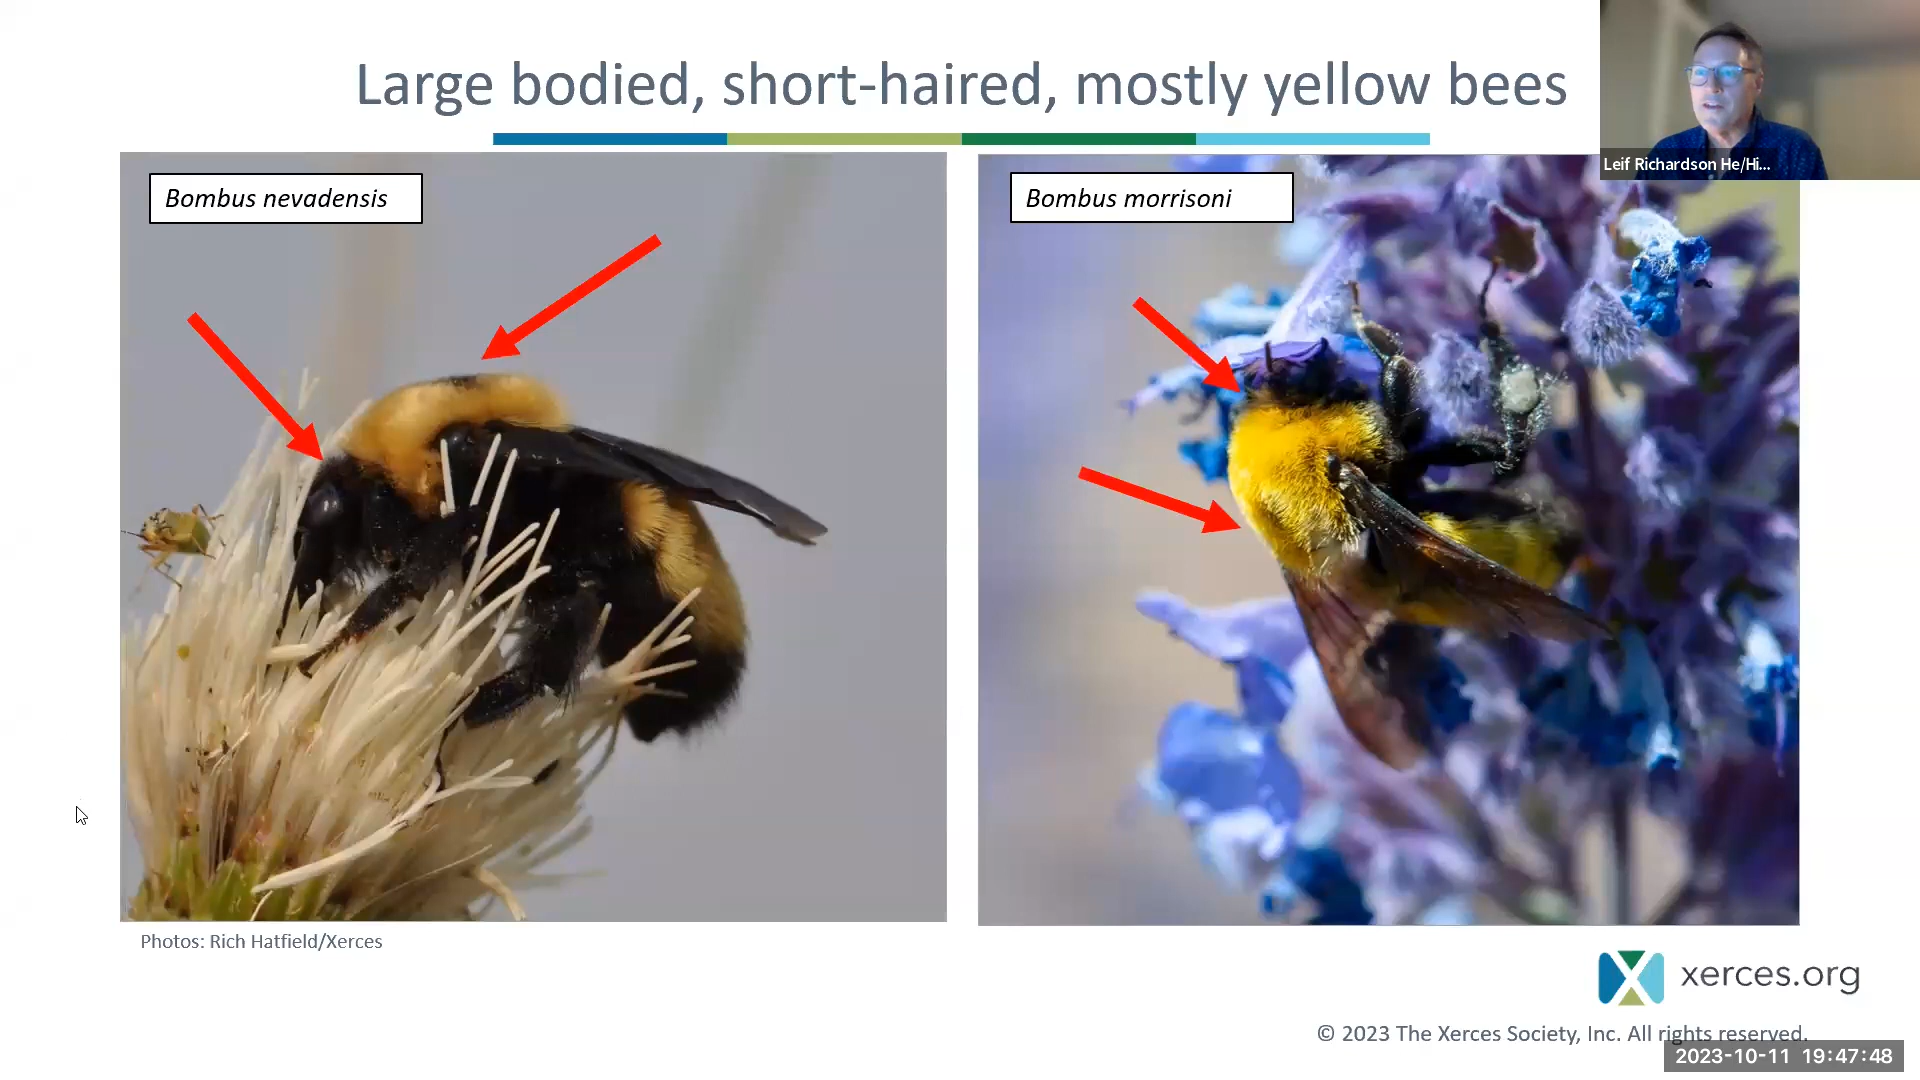 Large bodied, short-haired, mostly yellow bees
Leif Richardson He/Hi...
Bombus nevadensis
Bombus morrisoni
Photos: Rich Hatfield/Xerces
xerces.org
© 2023 The Xerces Society, Inc. All rights reserved.
2023-10-11 19:47:48